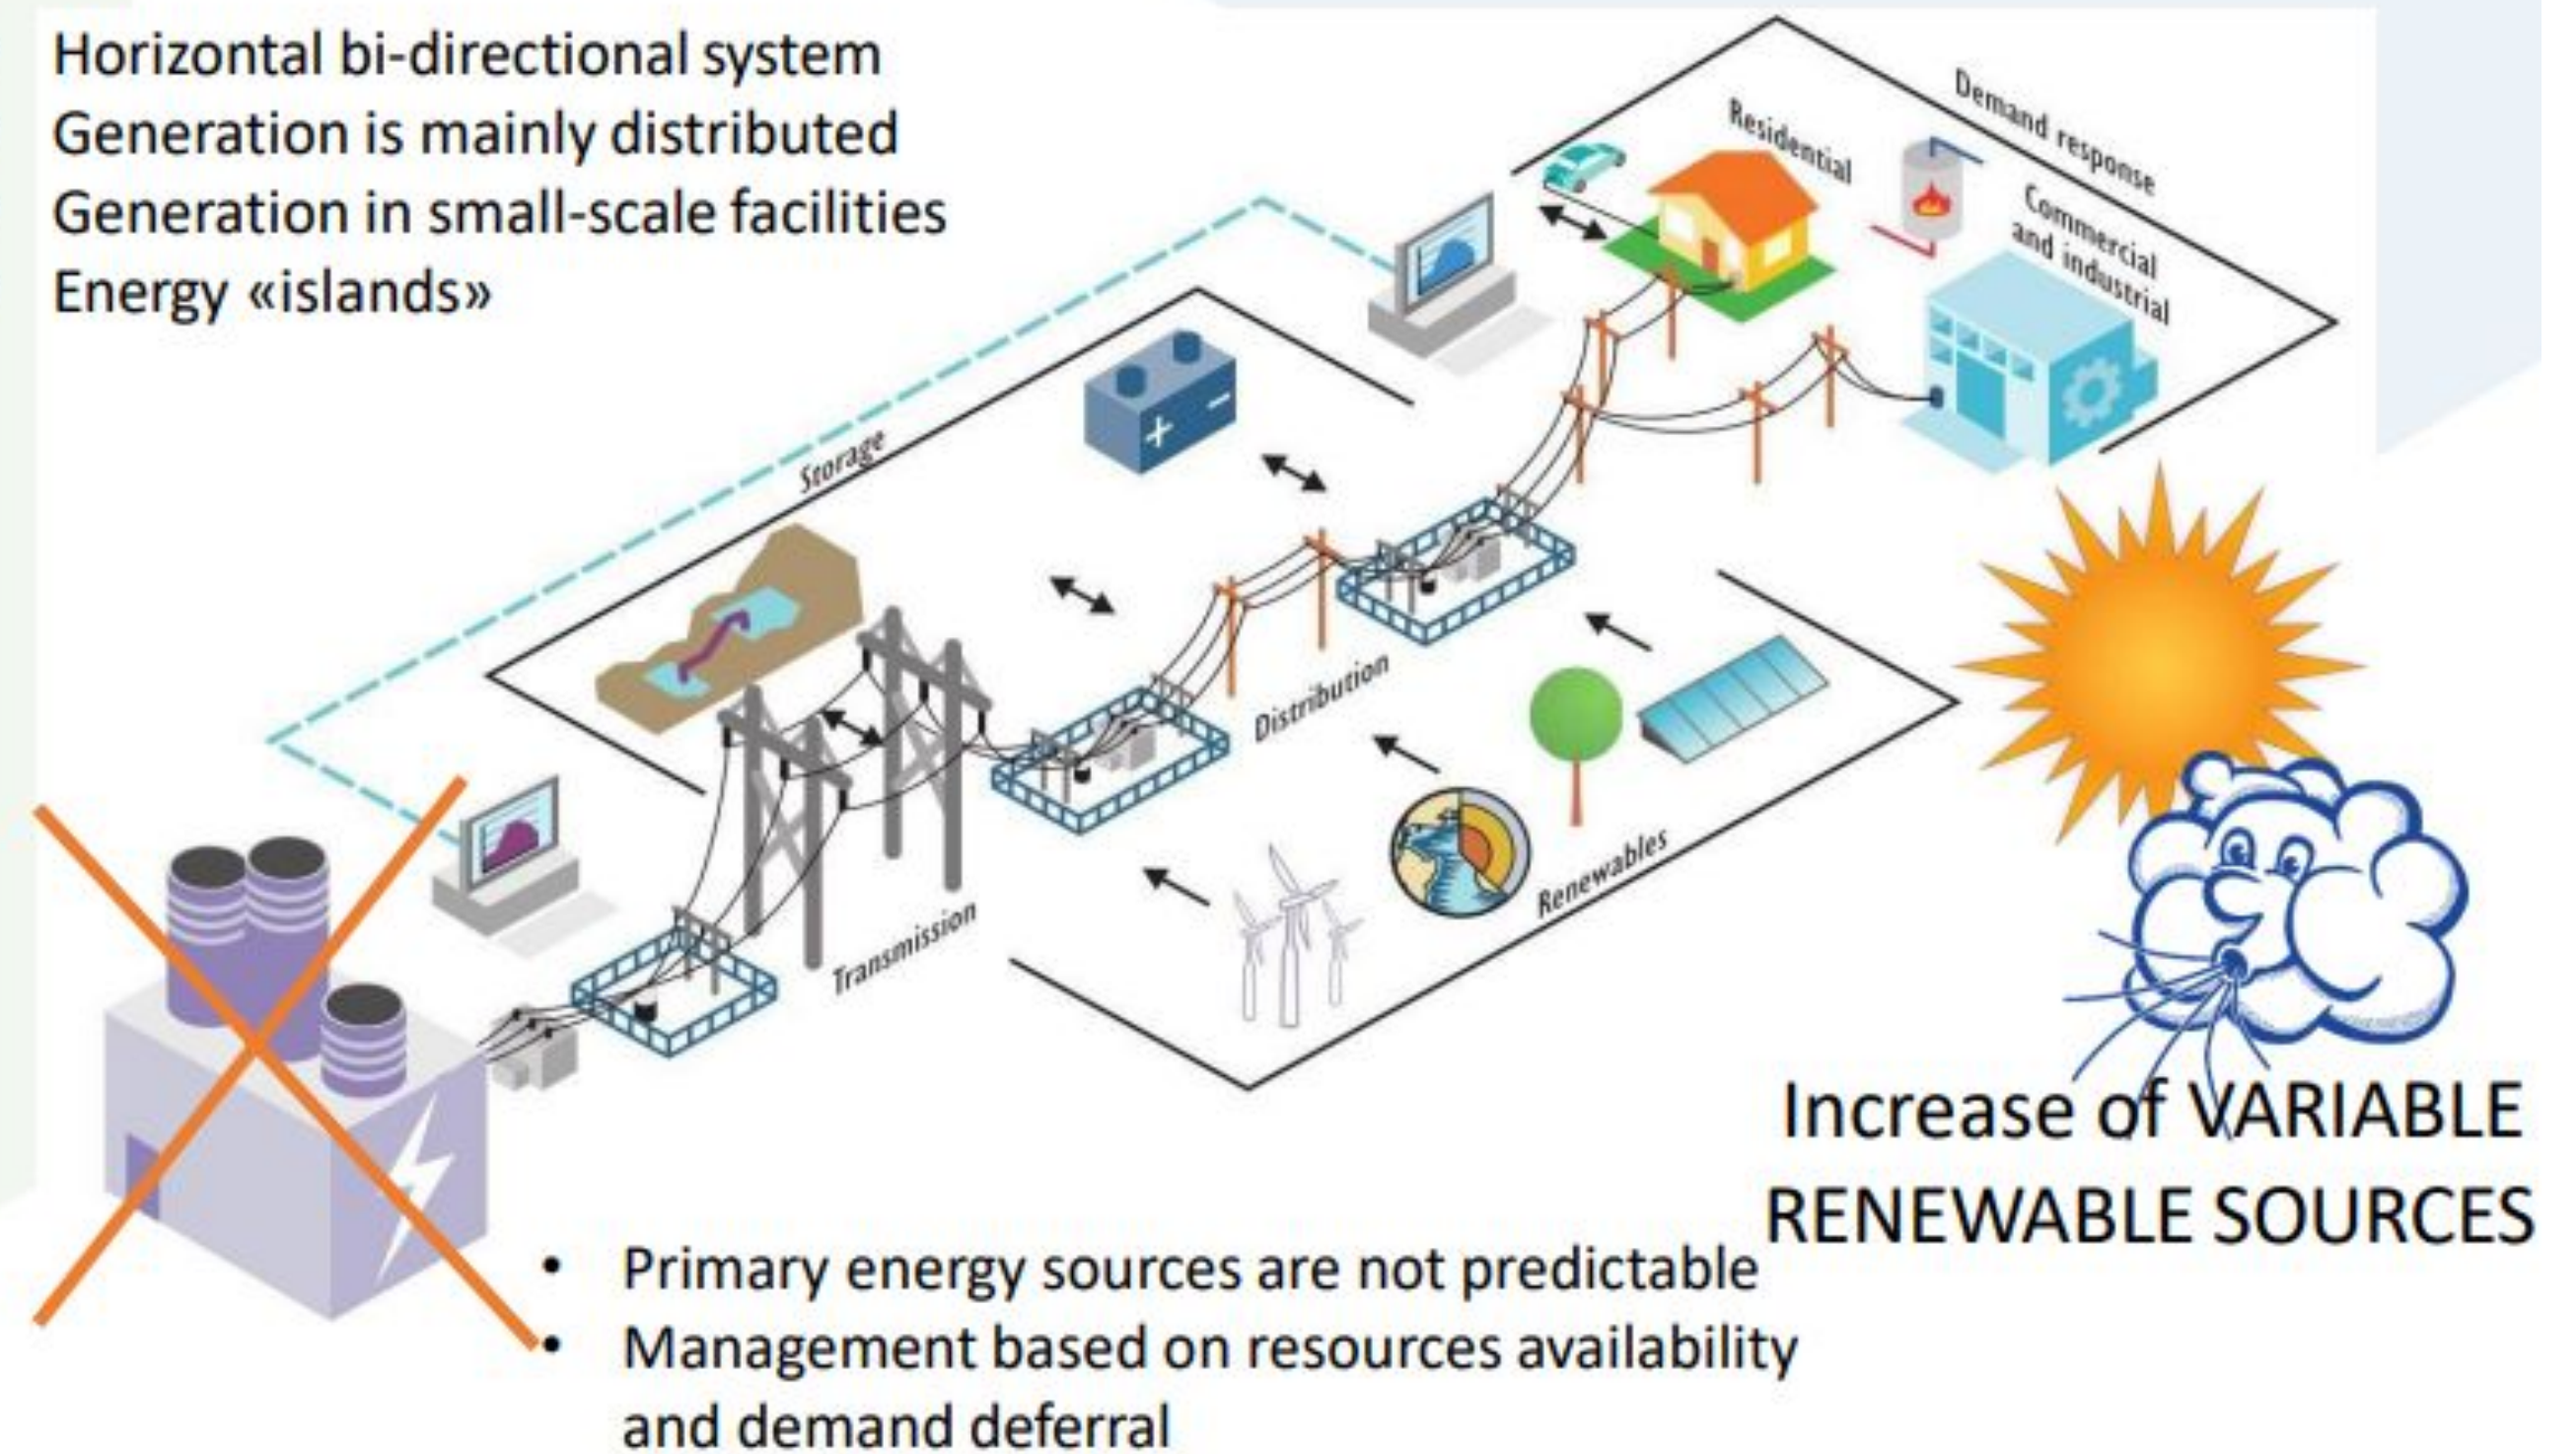 Horizontal bi-directional system
Generation is mainly distributed
Generation in small-scale facilities
Energy «islands»
Demand response
Residential
Commercial
and industrial
Storage
Distribution
Renewables
Transmission
+
−
Increase of VARIABLE
RENEWABLE SOURCES
• Primary energy sources are not predictable
• Management based on resources availability
and demand deferral